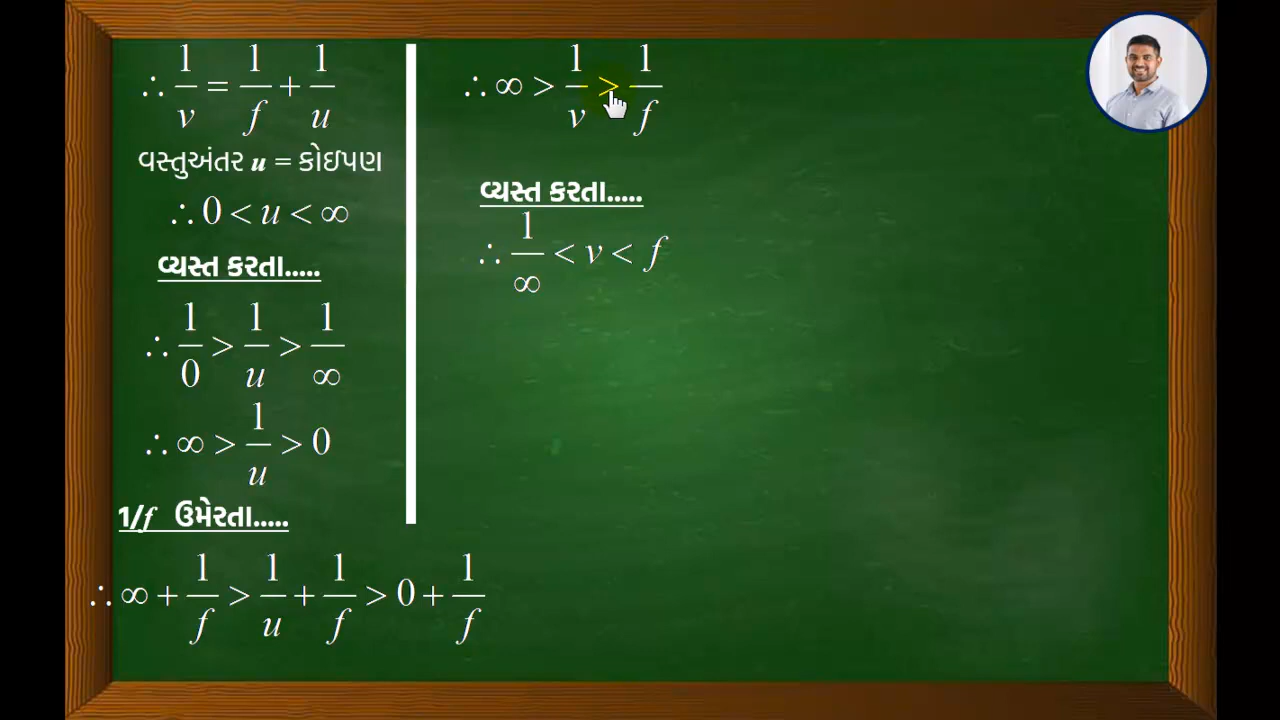 ∴ 1/v = 1/f + 1/u
વસ્તુઅંતર u = કોઇપણ
∴ 0 < u < ∞
વ્યસ્ત કરતા.....
∴ 1/0 > 1/u > 1/∞
∴ ∞ > 1/u > 0
1/f ઉમેરતા.....
∴ ∞ + 1/f > 1/u + 1/f > 0 + 1/f
∴ ∞ > 1/v > 1/f
વ્યસ્ત કરતા.....
∴ 1/∞ < v < f